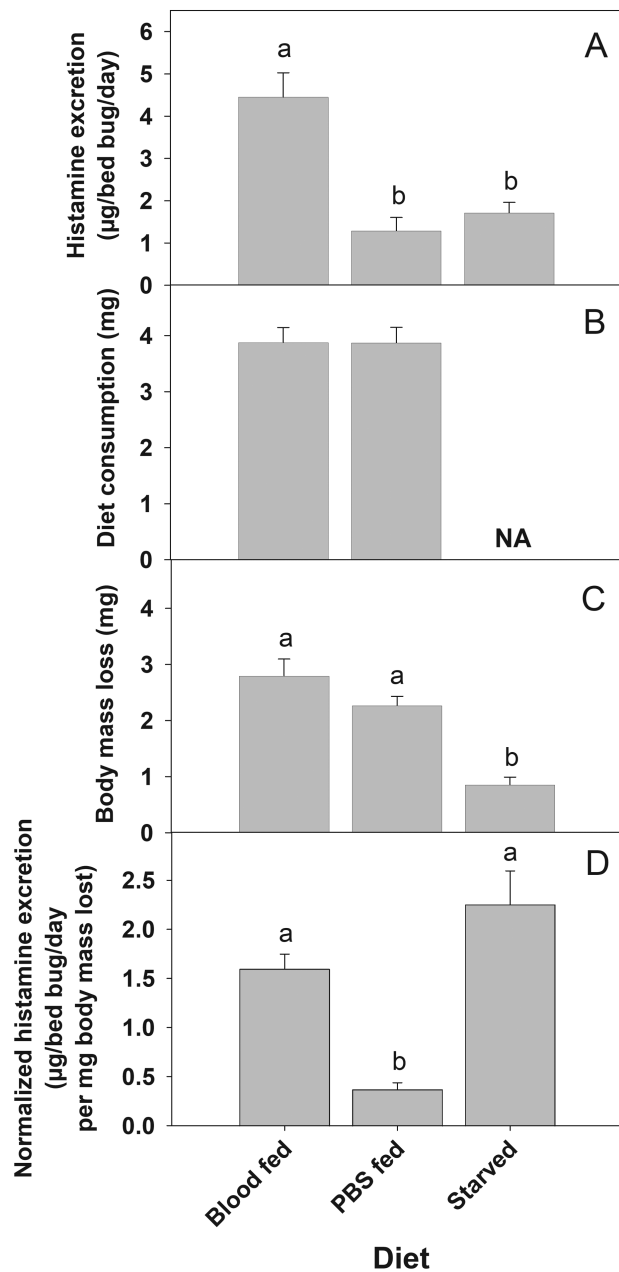 Histamine excretion
(µg/bed bug/day)
6
5
4
3
2
1
0
a
b
b
A
Diet consumption (mg)
4
3
2
1
0
NA
B
Body mass loss (mg)
4
3
2
1
0
a
a
b
C
Normalized histamine excretion
(µg/bed bug/day
per mg body mass lost)
2.5
2.0
1.5
1.0
0.5
0.0
a
b
a
D
Blood fed
PBS fed
Starved
Diet